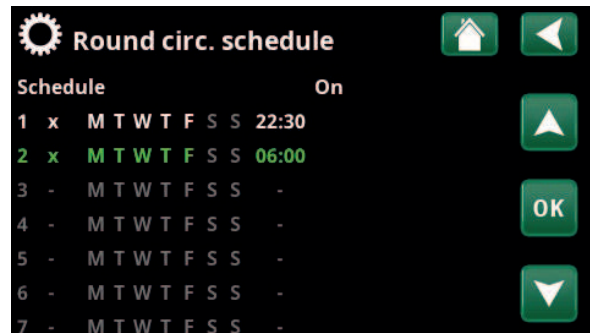 Round circ. schedule
Schedule On
1 x M T W T F S S 22:30
2 x M T W T F S S 06:00
3 - M T W T F S S -
4 - M T W T F S S -
OK
5 - M T W T F S S -
6 - M T W T F S S -
7 - M T W T F S S